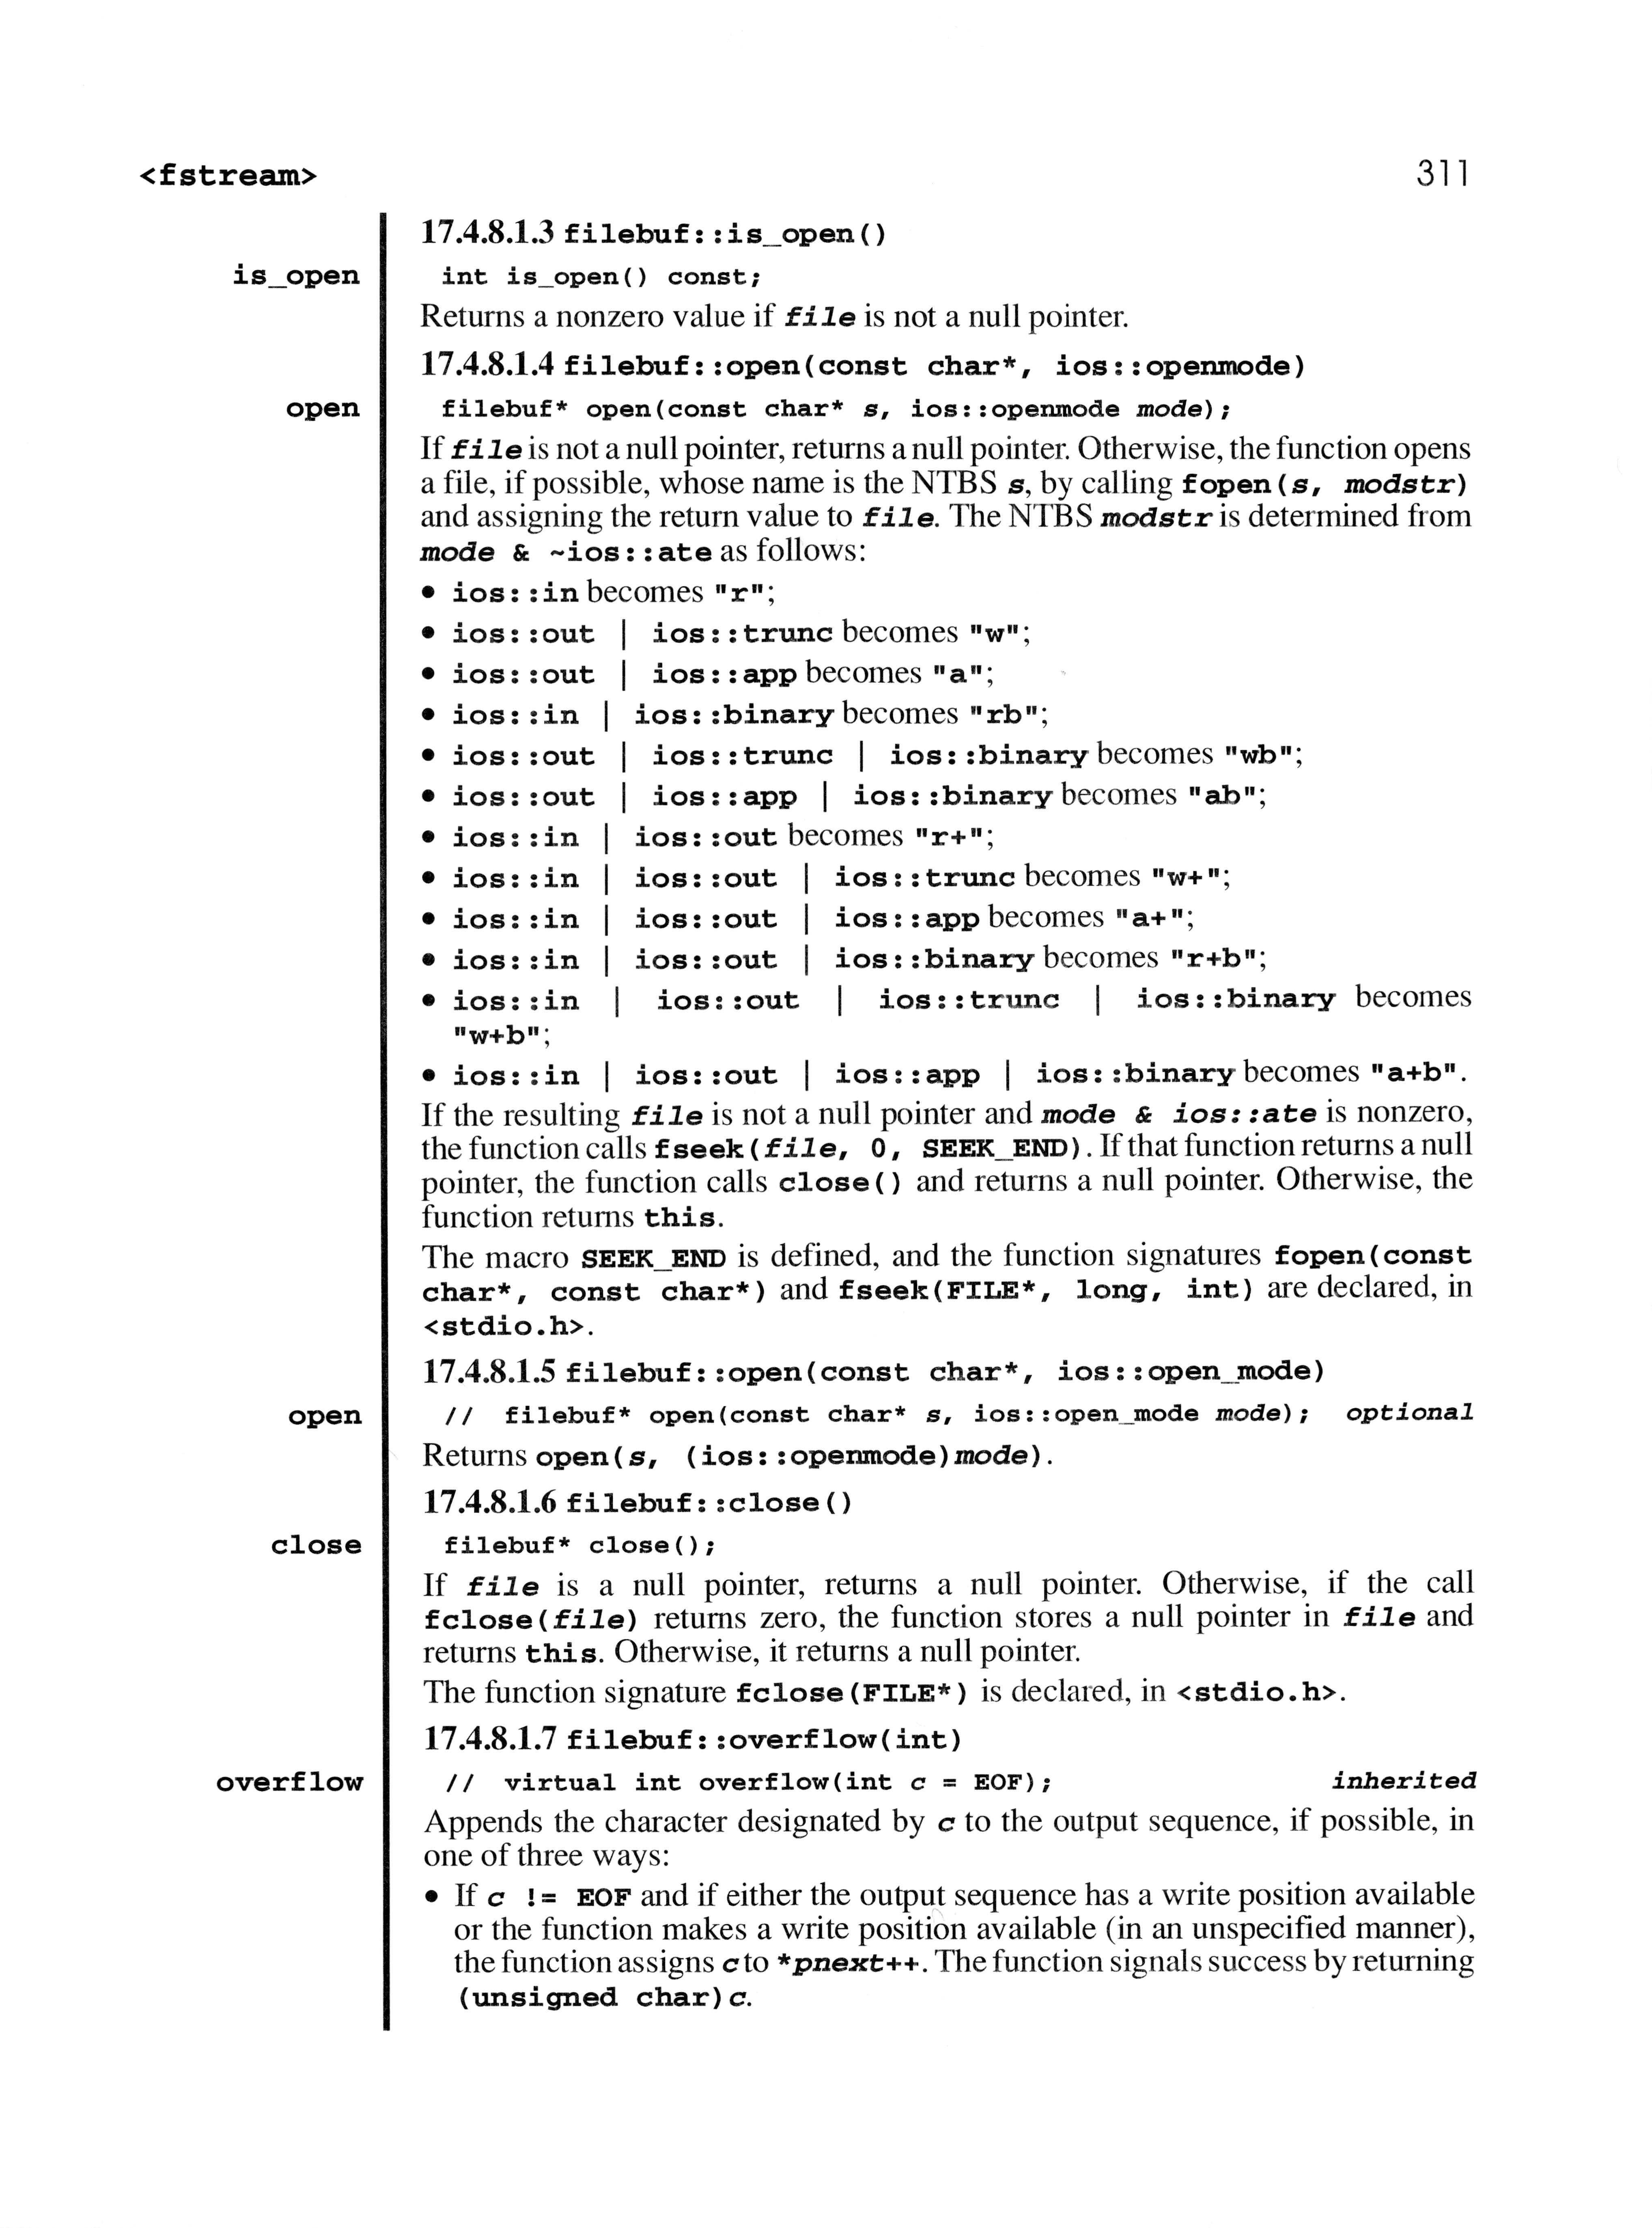 <fstream> 311
17.4.8.1.3 filebuf::is_open()
is_open int is_open() const;
Returns a nonzero value if file is not a null pointer.
17.4.8.1.4 filebuf::open(const char*, ios::openmode)
open filebuf* open(const char* s, ios::openmode mode);
If file is not a null pointer, returns a null pointer. Otherwise, the function opens
a file, if possible, whose name is the NTBS s, by calling fopen(s, modstr)
and assigning the return value to file. The NTBS modstr is determined from
mode & ~ios::ate as follows:
• ios::in becomes "r";
• ios::out | ios::trunc becomes "w";
• ios::out | ios::app becomes "a";
• ios::in | ios::binary becomes "rb";
• ios::out | ios::trunc | ios::binary becomes "wb";
• ios::out | ios::app | ios::binary becomes "ab";
• ios::in | ios::out becomes "r+";
• ios::in | ios::out | ios::trunc becomes "w+";
• ios::in | ios::out | ios::app becomes "a+";
• ios::in | ios::out | ios::binary becomes "r+b";
• ios::in | ios::out | ios::trunc | ios::binary becomes
"w+b";
• ios::in | ios::out | ios::app | ios::binary becomes "a+b".
If the resulting file is not a null pointer and mode & ios::ate is nonzero,
the function calls fseek(file, 0, SEEK_END). If that function returns a null
pointer, the function calls close() and returns a null pointer. Otherwise, the
function returns this.
The macro SEEK_END is defined, and the function signatures fopen(const
char*, const char*) and fseek(FILE*, long, int) are declared, in
<stdio.h>.
17.4.8.1.5 filebuf::open(const char*, ios::open_mode)
open // filebuf* open(const char* s, ios::open_mode mode); optional
Returns open(s, (ios::openmode)mode).
17.4.8.1.6 filebuf::close()
close filebuf* close();
If file is a null pointer, returns a null pointer. Otherwise, if the call
fclose(file) returns zero, the function stores a null pointer in file and
returns this. Otherwise, it returns a null pointer.
The function signature fclose(FILE*) is declared, in <stdio.h>.
17.4.8.1.7 filebuf::overflow(int)
overflow // virtual int overflow(int c = EOF); inherited
Appends the character designated by c to the output sequence, if possible, in
one of three ways:
• If c != EOF and if either the output sequence has a write position available
or the function makes a write position available (in an unspecified manner),
the function assigns c to *pnext++. The function signals success by returning
(unsigned char)c.